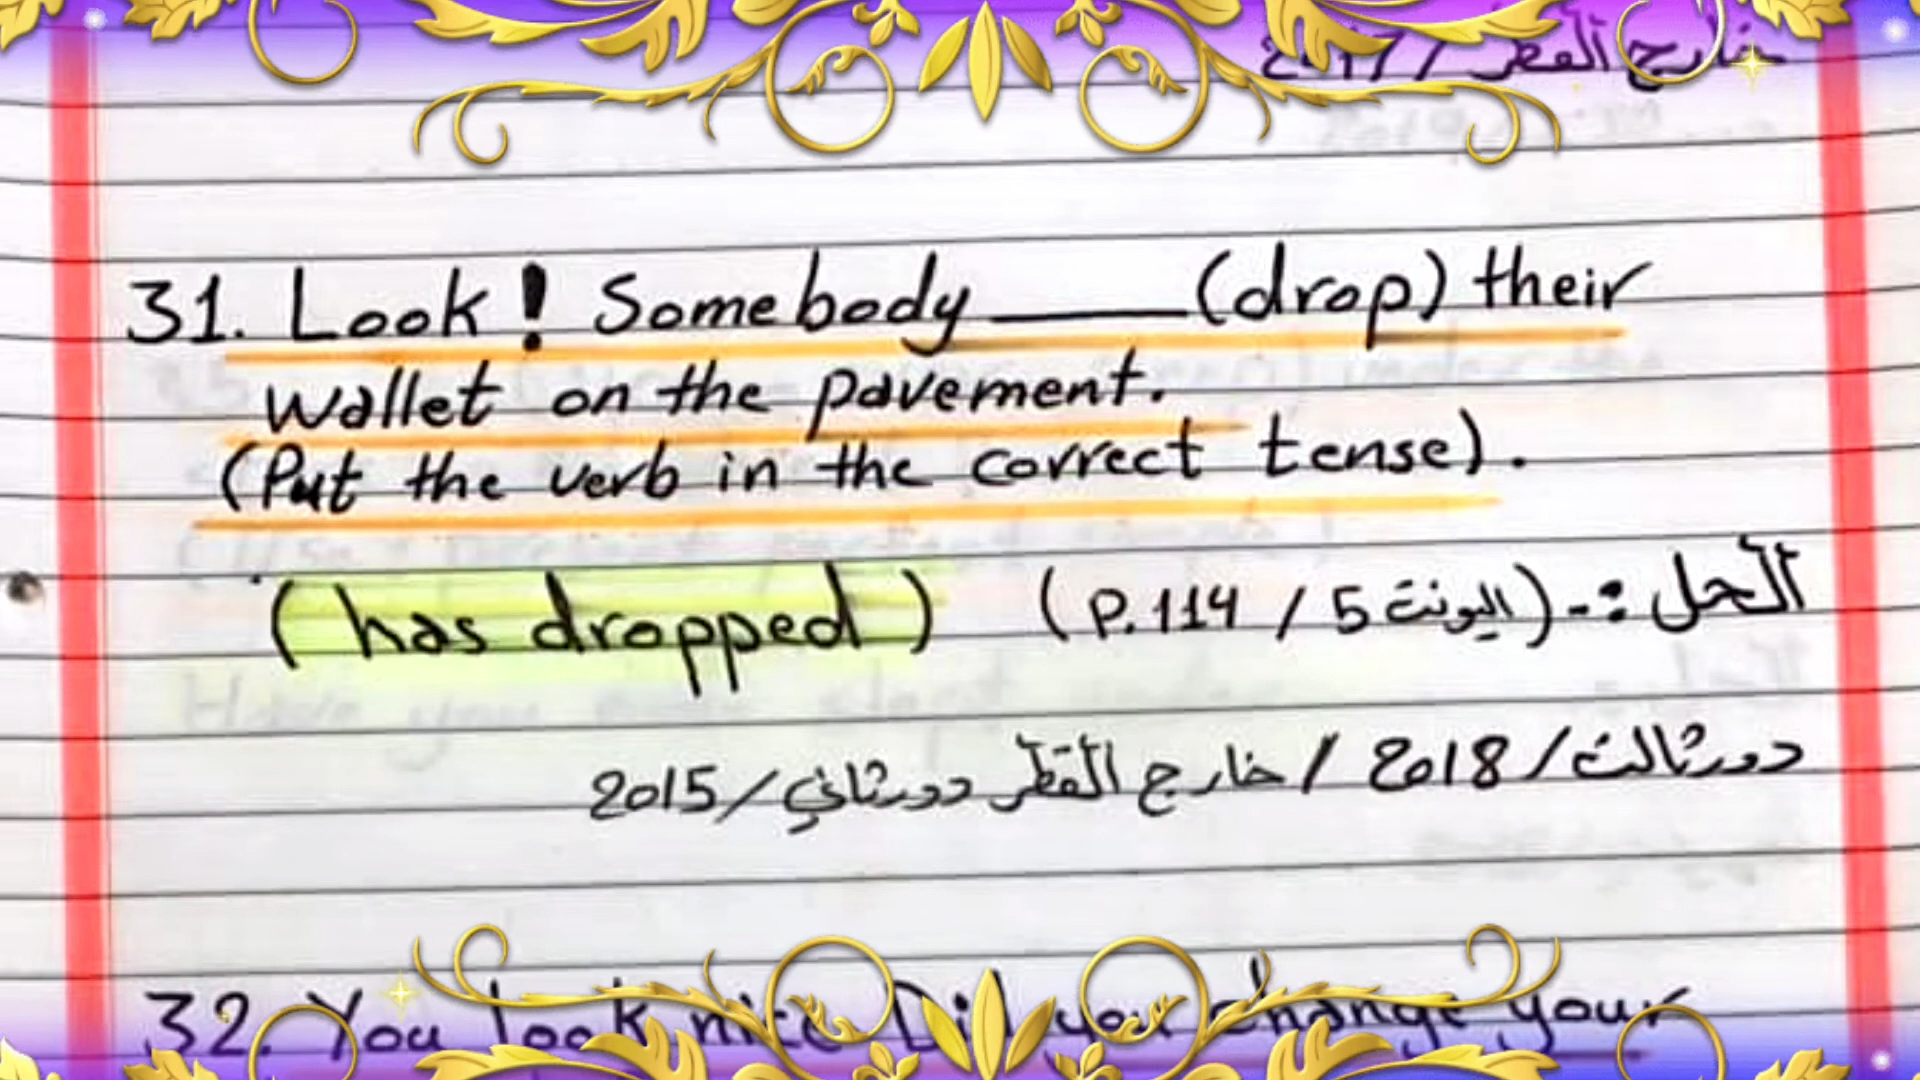 خارج القطر / 2017
31. Look! Somebody ____ (drop) their
wallet on the pavement.
(Put the verb in the correct tense).
الحل :- (اليونت 5 / P.114) (has dropped)
دور ثالث / 2018 / خارج القطر دور ثاني / 2015
32. You look nice Did you change your